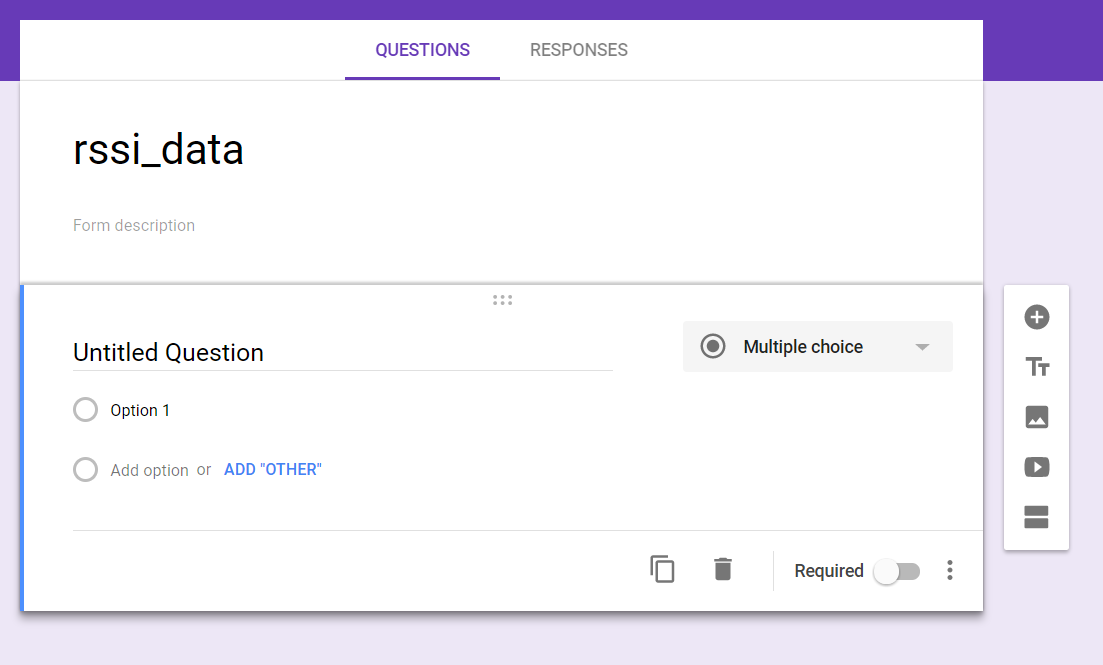 QUESTIONS RESPONSES
rssi_data
Form description
Untitled Question
Multiple choice
Option 1
Add option or ADD "OTHER"
Required